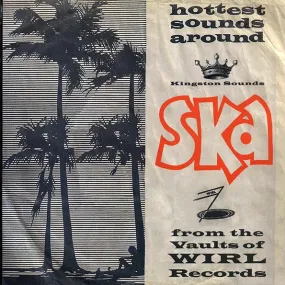 hottest
sounds
around
Kingston Sounds
Ska
from the
Vaults of
WIRL
Records